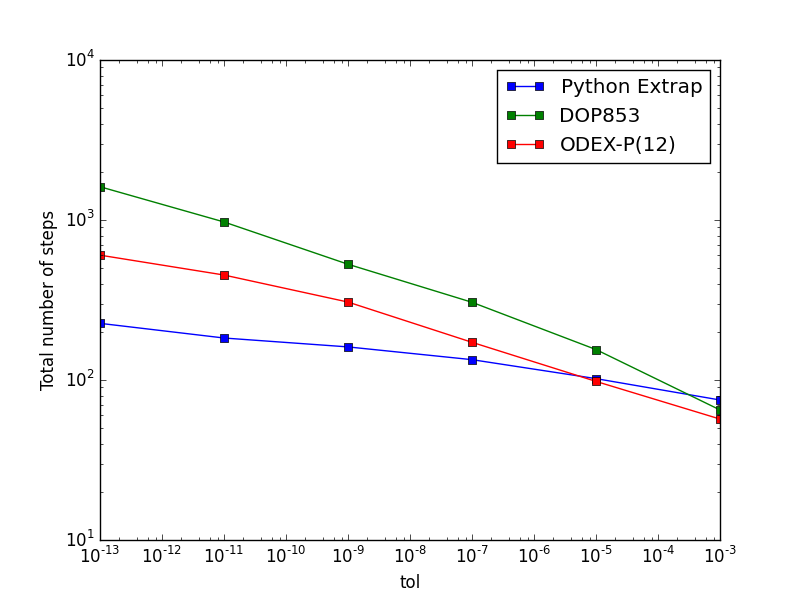 10^4
Python Extrap
DOP853
ODEX-P(12)
10^3
Total number of steps
10^2
10^1
10^-13 10^-12 10^-11 10^-10 10^-9 10^-8 10^-7 10^-6 10^-5 10^-4 10^-3
tol